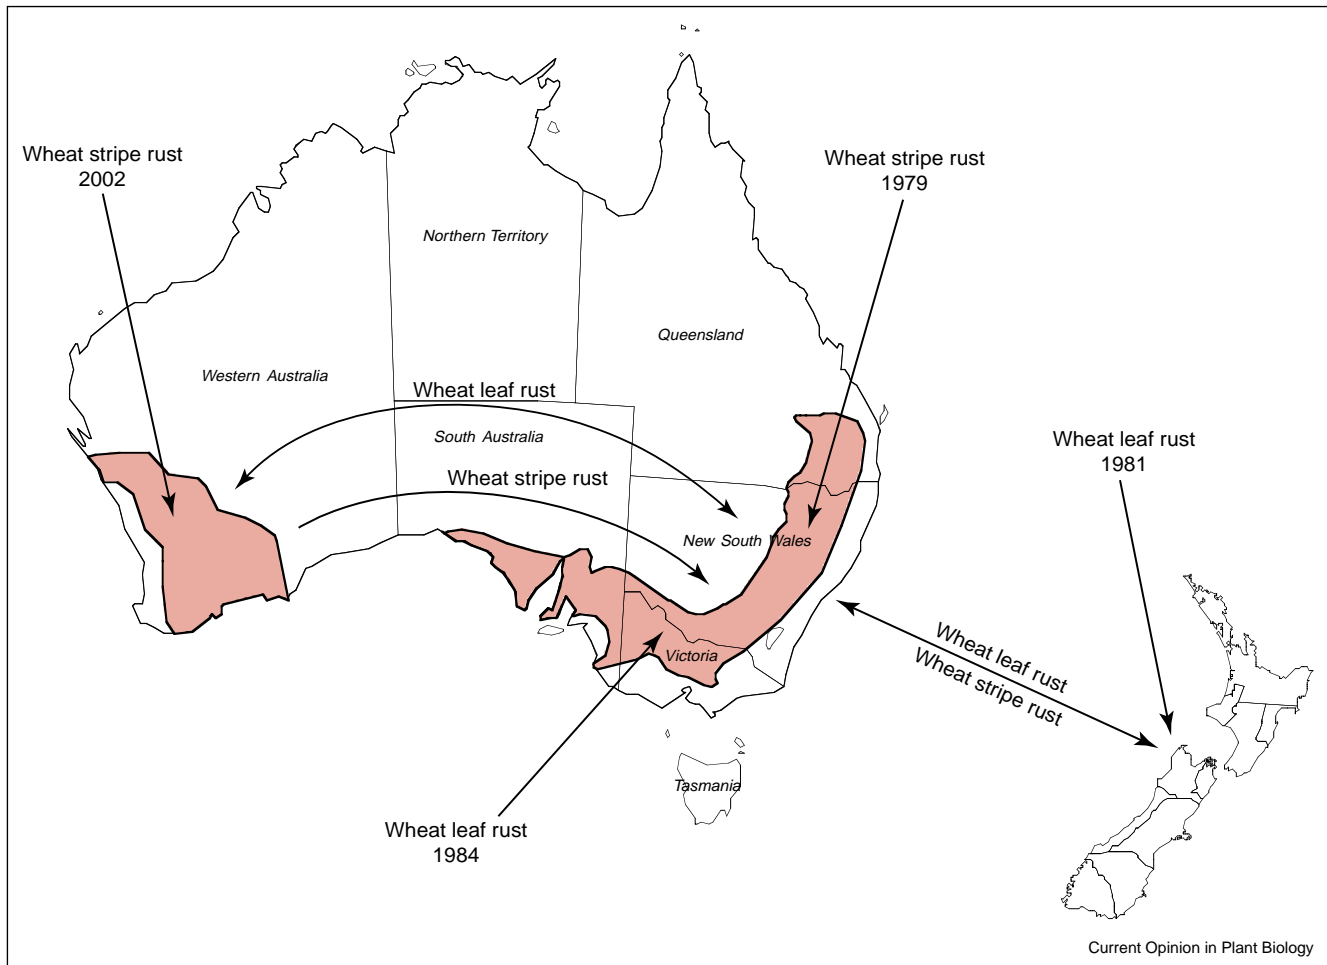 Wheat stripe rust
2002
Wheat stripe rust
1979
Northern Territory
Queensland
Western Australia
Wheat leaf rust
South Australia
Wheat stripe rust
New South Wales
Wheat leaf rust
1981
Victoria
Wheat leaf rust
Wheat stripe rust
Tasmania
Wheat leaf rust
1984
Current Opinion in Plant Biology